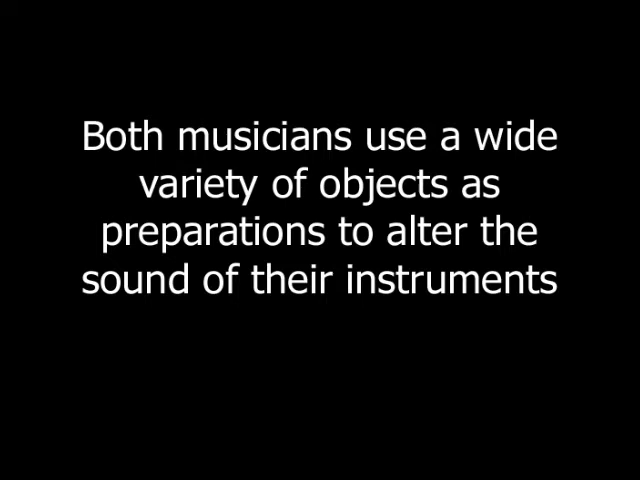 Both musicians use a wide
variety of objects as
preparations to alter the
sound of their instruments